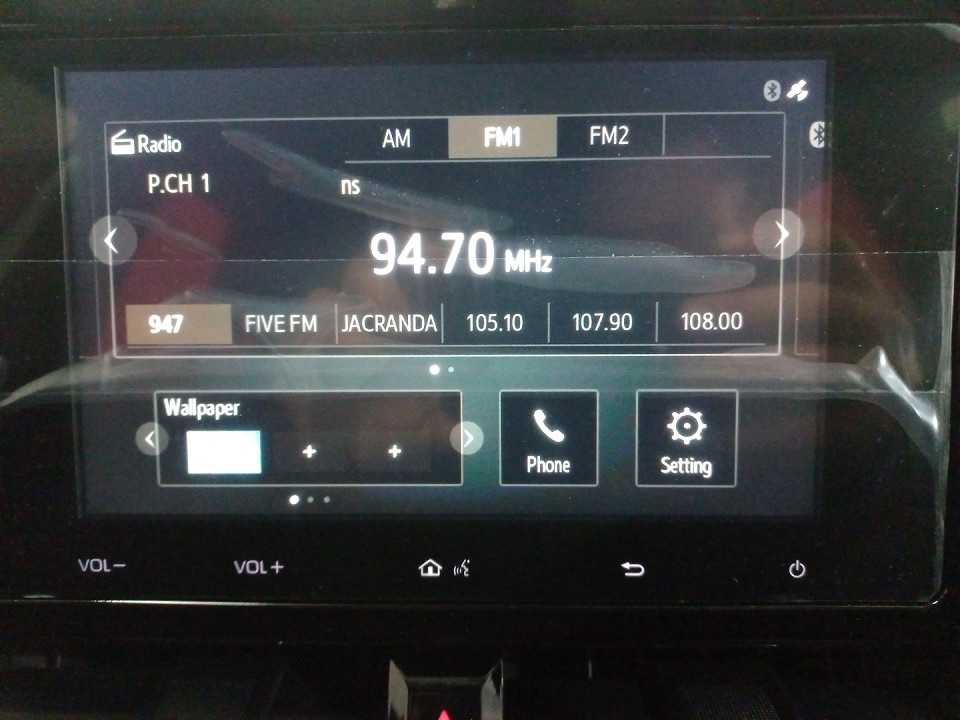 Radio AM FM1 FM2
P.CH 1 ns
94.70 MHz
947 FIVE FM JACRANDA 105.10 107.90 108.00
Wallpaper
+ +
Phone Setting
VOL− VOL+